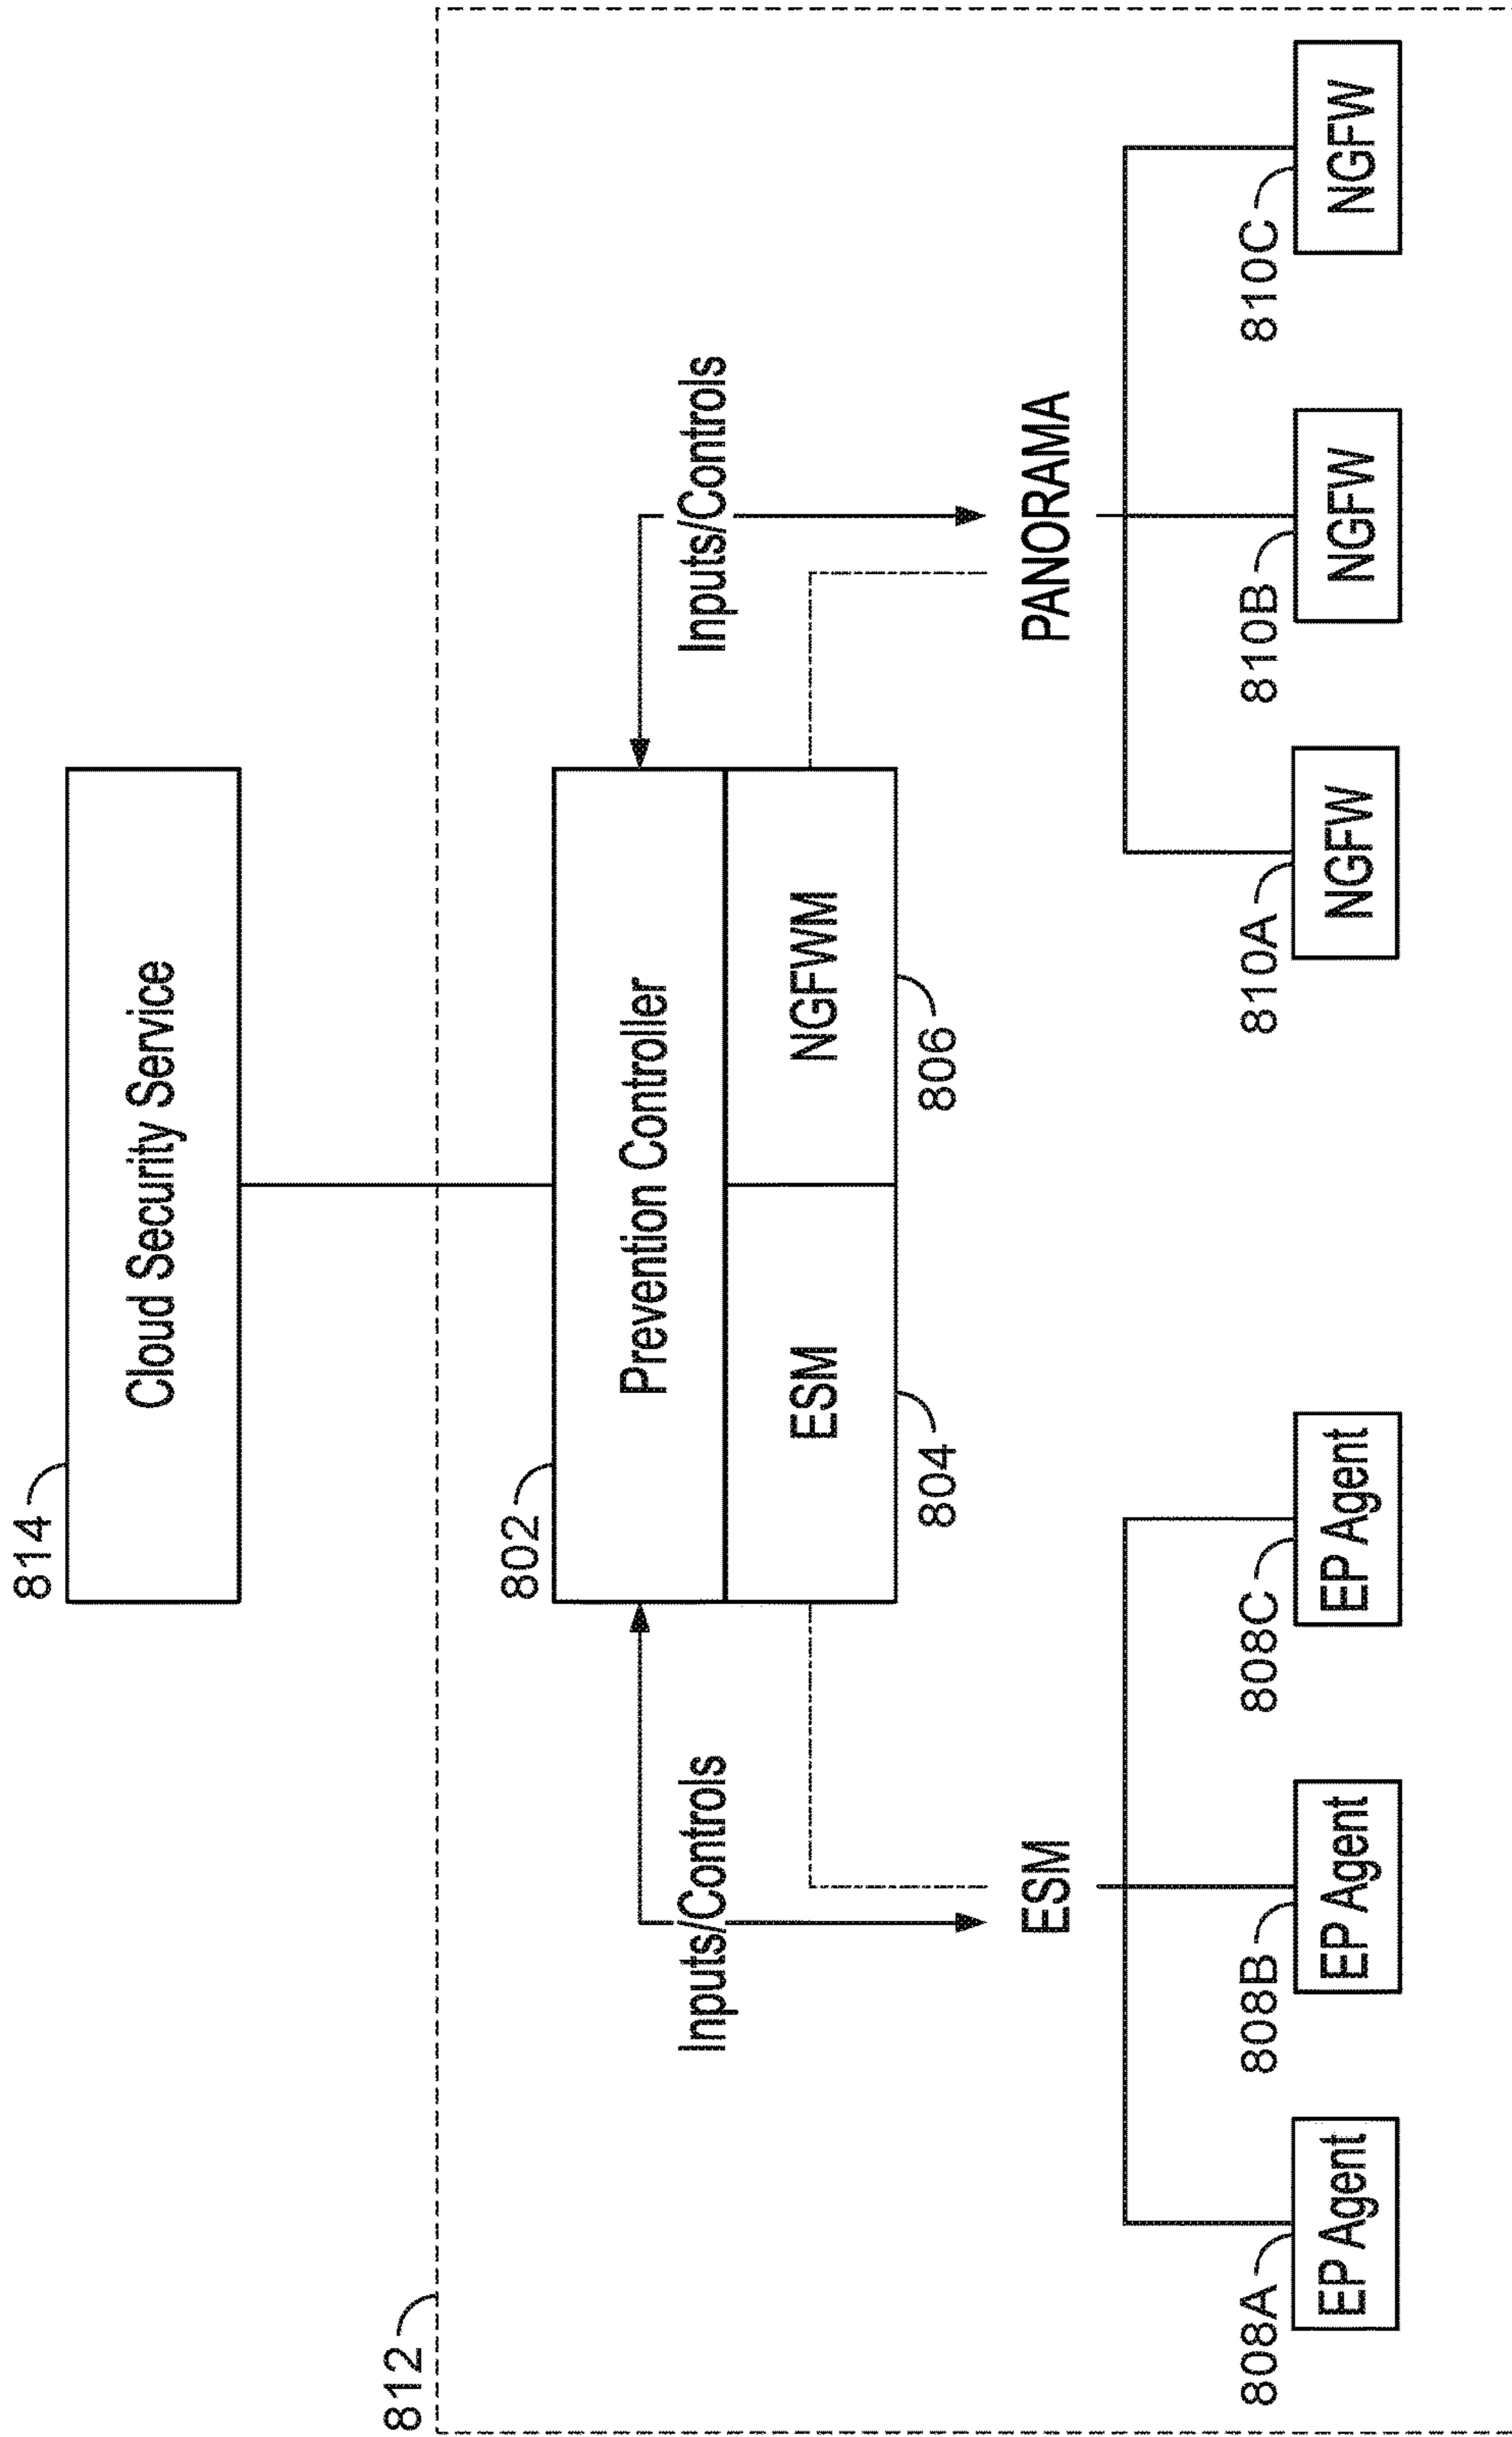 814
Cloud Security Service
812
802
Prevention Controller
Inputs/Controls
Inputs/Controls
ESM
NGFWM
804
806
ESM
PANORAMA
808A
808B
808C
810A
810B
810C
EP Agent
EP Agent
EP Agent
NGFW
NGFW
NGFW